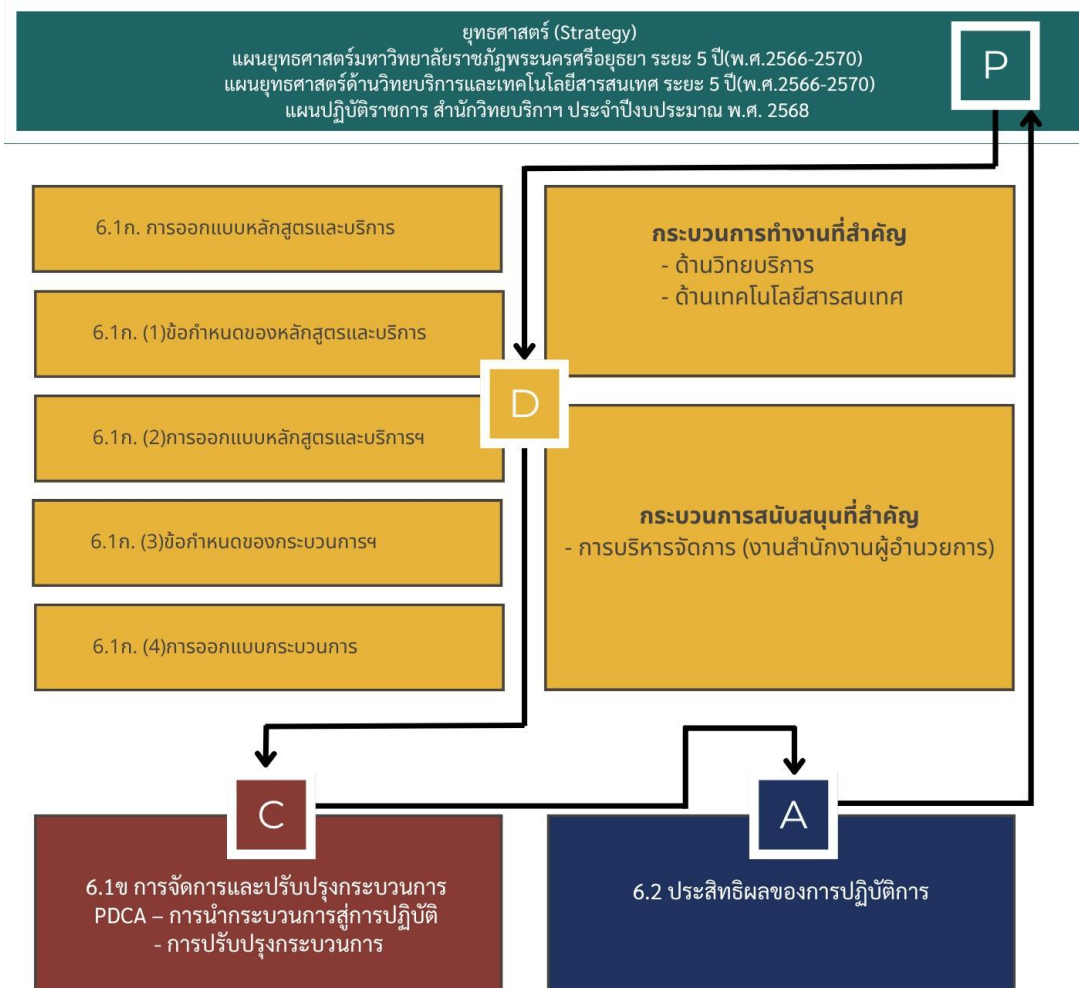 ยุทธศาสตร์ (Strategy)
แผนยุทธศาสตร์มหาวิทยาลัยราชภัฏพระนครศรีอยุธยา ระยะ 5 ปี(พ.ศ.2566-2570)
แผนยุทธศาสตร์ด้านวิทยบริการและเทคโนโลยีสารสนเทศ ระยะ 5 ปี(พ.ศ.2566-2570)
แผนปฏิบัติราชการ สำนักวิทยบริกาฯ ประจำปีงบประมาณ พ.ศ. 2568
P
6.1ก. การออกแบบหลักสูตรและบริการ
6.1ก. (1)ข้อกำหนดของหลักสูตรและบริการ
6.1ก. (2)การออกแบบหลักสูตรและบริการฯ
6.1ก. (3)ข้อกำหนดของกระบวนการฯ
6.1ก. (4)การออกแบบกระบวนการ
D
กระบวนการทำงานที่สำคัญ
- ด้านวิทยบริการ
- ด้านเทคโนโลยีสารสนเทศ
กระบวนการสนับสนุนที่สำคัญ
- การบริหารจัดการ (งานสำนักงานผู้อำนวยการ)
C
6.1ข การจัดการและปรับปรุงกระบวนการ
PDCA – การนำกระบวนการสู่การปฏิบัติ
- การปรับปรุงกระบวนการ
A
6.2 ประสิทธิผลของการปฏิบัติการ